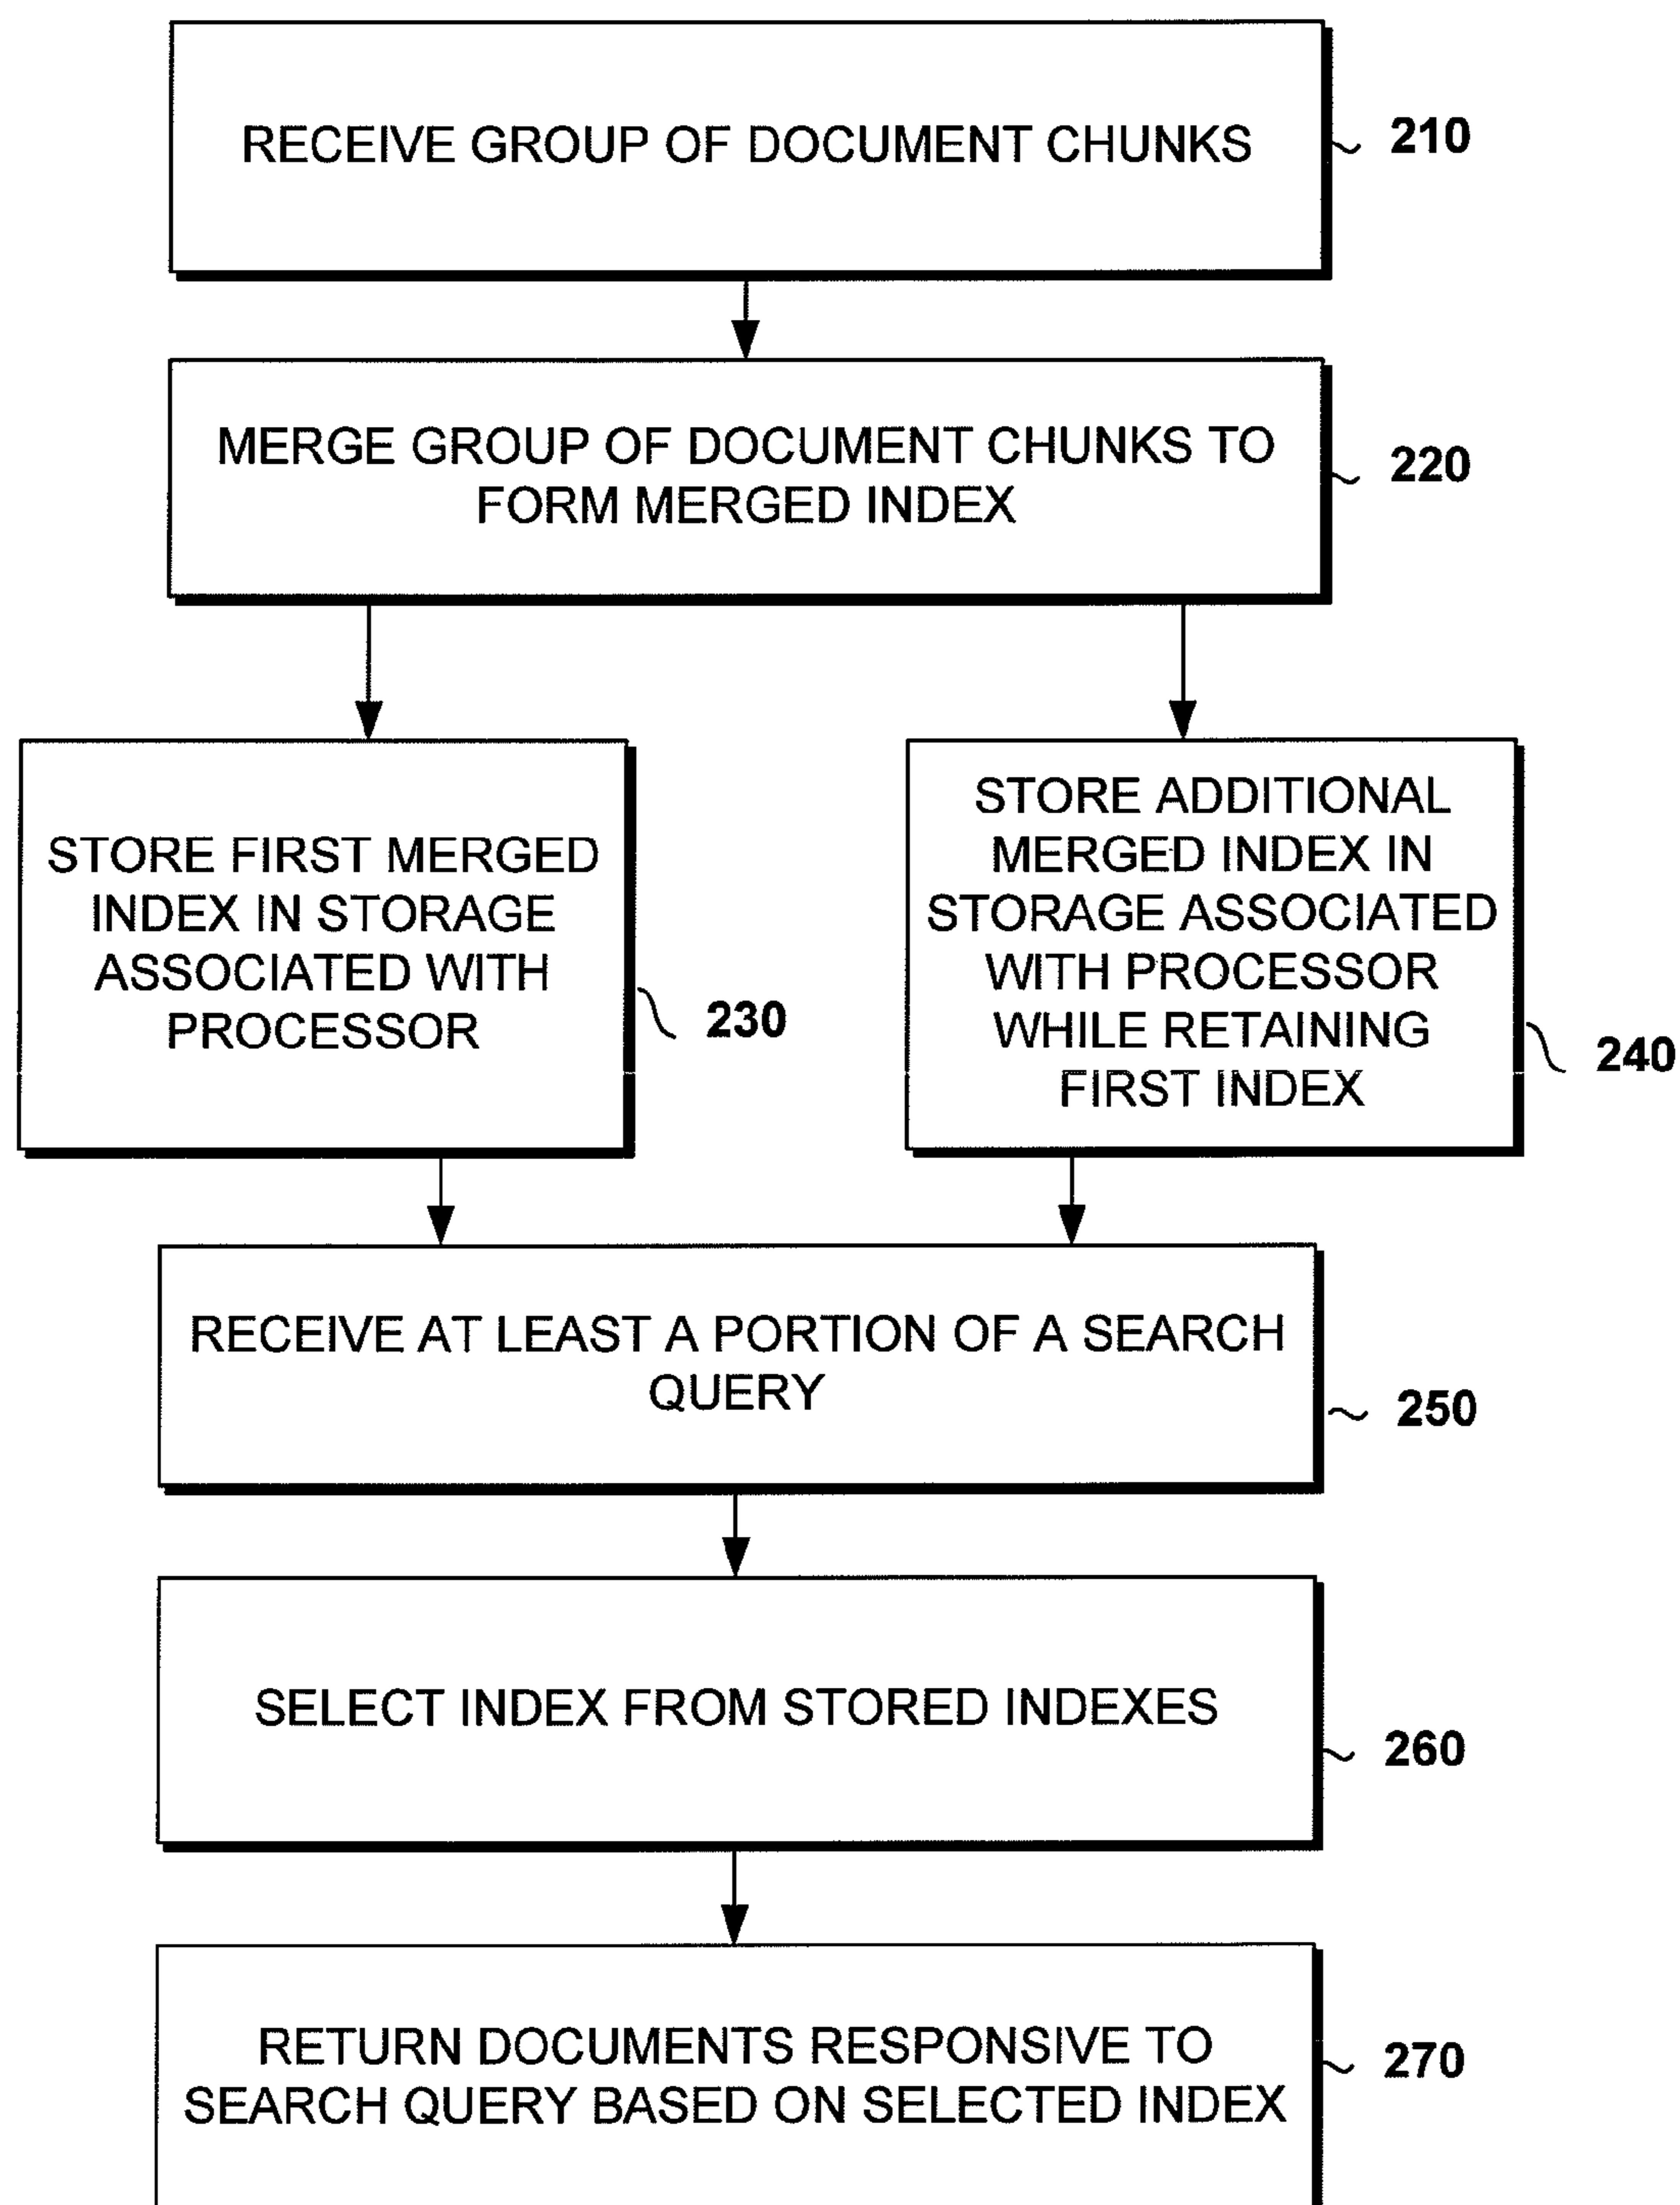 RECEIVE GROUP OF DOCUMENT CHUNKS
210
MERGE GROUP OF DOCUMENT CHUNKS TO
FORM MERGED INDEX
220
STORE FIRST MERGED
INDEX IN STORAGE
ASSOCIATED WITH
PROCESSOR
230
STORE ADDITIONAL
MERGED INDEX IN
STORAGE ASSOCIATED
WITH PROCESSOR
WHILE RETAINING
FIRST INDEX
240
RECEIVE AT LEAST A PORTION OF A SEARCH
QUERY
250
SELECT INDEX FROM STORED INDEXES
260
RETURN DOCUMENTS RESPONSIVE TO
SEARCH QUERY BASED ON SELECTED INDEX
270